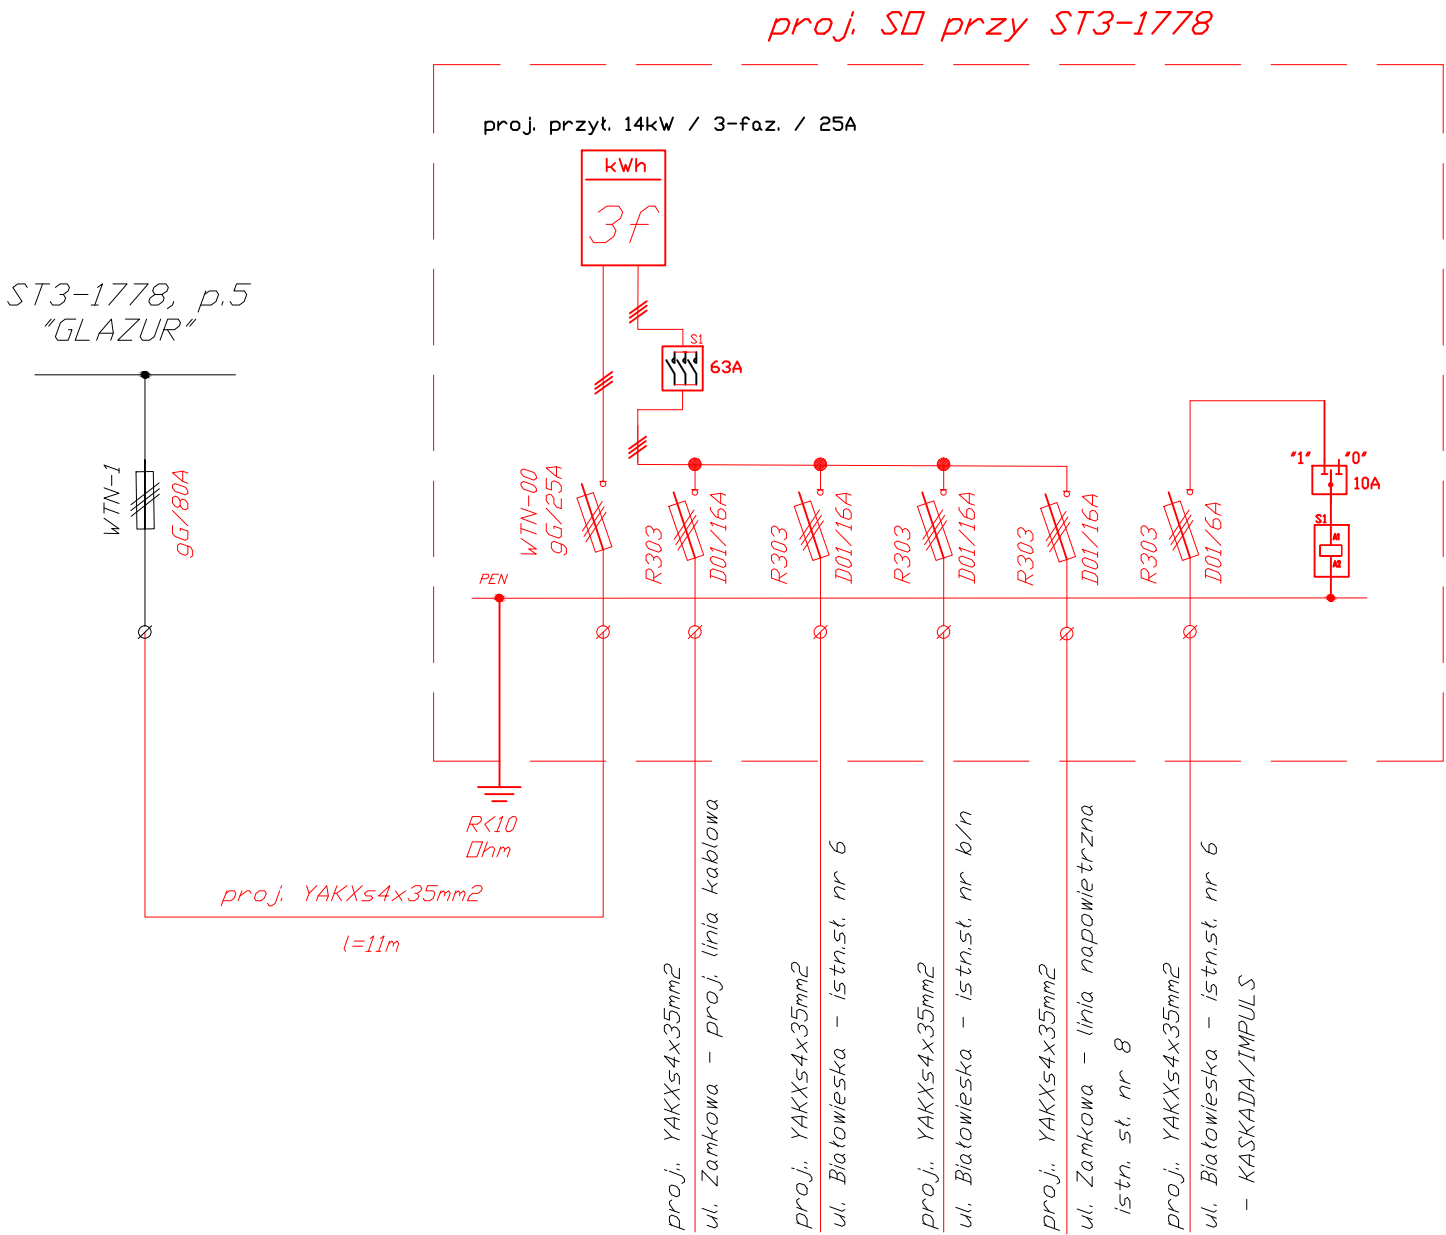 proj. SO przy ST3-1778
proj. przył. 14kW / 3-faz. / 25A
kWh
3f
ST3-1778, p.5
"GLAZUR"
S1
63A
WTN-1
gG/80A
WTN-00
gG/25A
R303
D01/16A
R303
D01/16A
R303
D01/16A
R303
D01/16A
R303
D01/6A
"1"
"0"
10A
S1
A1
A2
PEN
R<10
Ohm
proj. YAKXs4x35mm2
l=11m
proj.. YAKXs4x35mm2
ul. Zamkowa - proj. linia kablowa
proj.. YAKXs4x35mm2
ul. Białowieska - istn.sł. nr 6
proj.. YAKXs4x35mm2
ul. Białowieska - istn.sł. nr b/n
proj.. YAKXs4x35mm2
ul. Zamkowa - linia napowietrzna
istn. sł. nr 8
proj.. YAKXs4x35mm2
ul. Białowieska - istn.sł. nr 6
- KASKADA/IMPULS